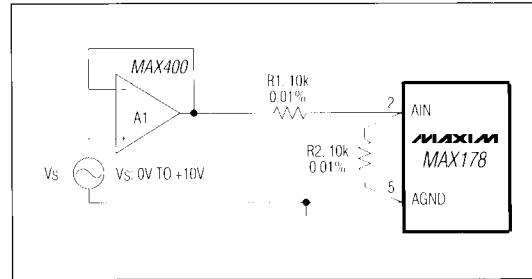 MAX400
A1
R1, 10k
0.01%
2
AIN
MAXIM
MAX178
R2, 10k
0.01%
5
AGND
VS
VS: 0V TO +10V